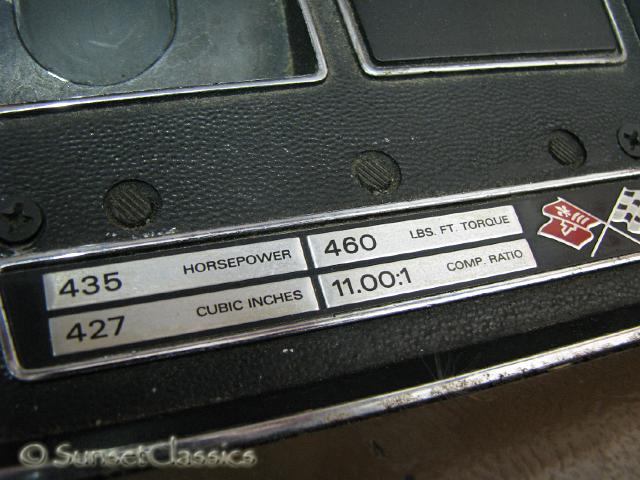 435 HORSEPOWER
460 LBS. FT. TORQUE
427 CUBIC INCHES
11.00:1 COMP. RATIO
© SunsetClassics